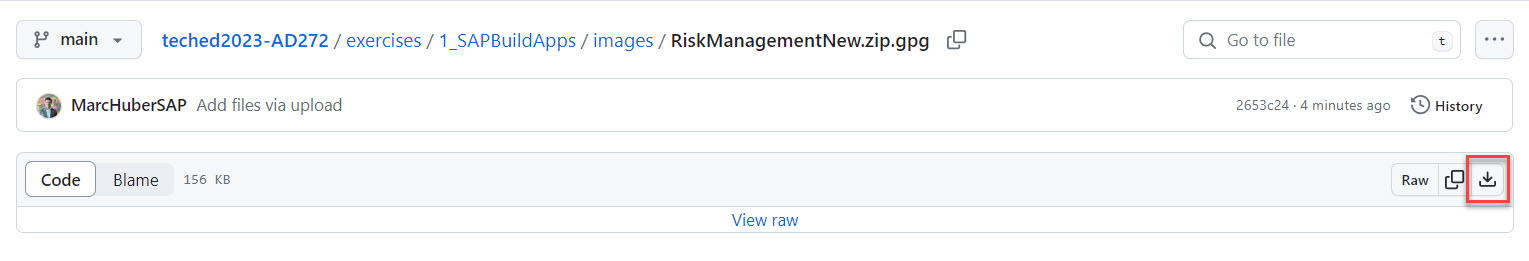 main teched2023-AD272 / exercises / 1_SAPBuildApps / images / RiskManagementNew.zip.gpg Go to file t
MarcHuberSAP Add files via upload 2653c24 · 4 minutes ago History
Code Blame 156 KB Raw
View raw